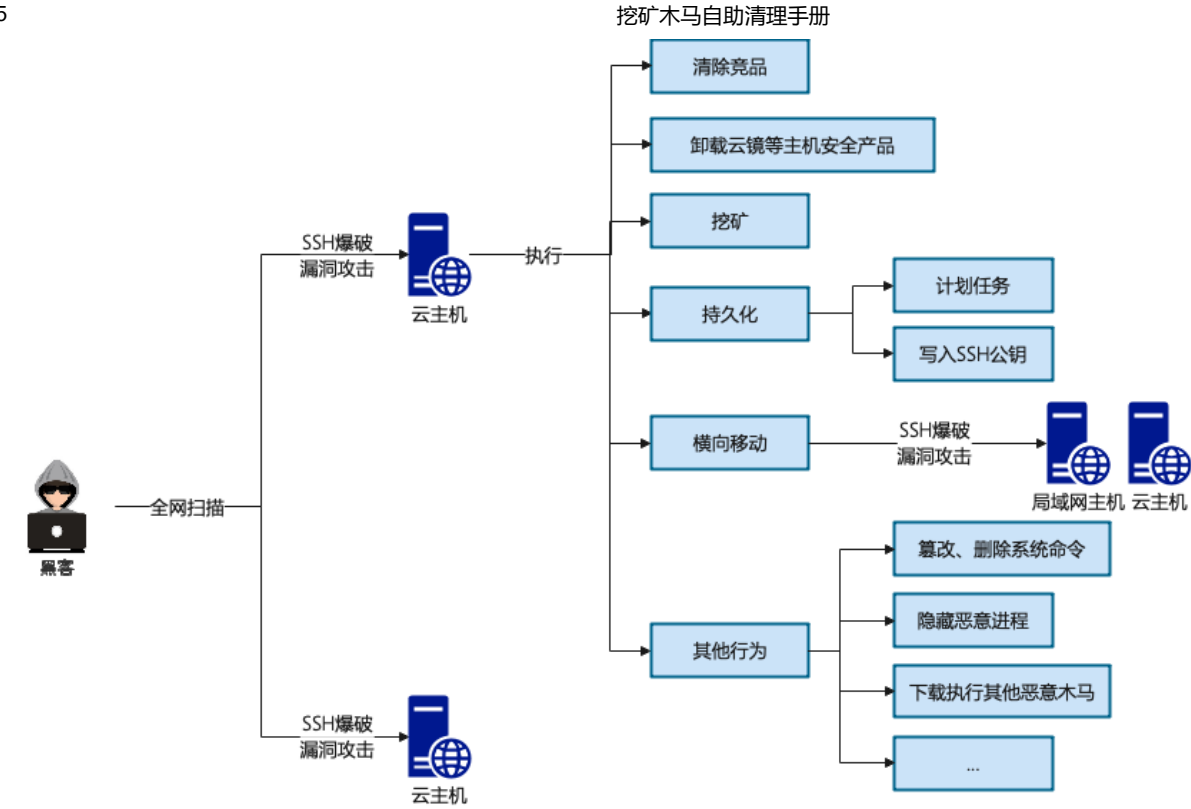 5
挖矿木马自助清理手册
清除竞品
卸载云镜等主机安全产品
SSH爆破
漏洞攻击
云主机
执行
挖矿
持久化
计划任务
写入SSH公钥
横向移动
SSH爆破
漏洞攻击
局域网主机
云主机
全网扫描
黑客
其他行为
篡改、删除系统命令
隐藏恶意进程
下载执行其他恶意木马
...
SSH爆破
漏洞攻击
云主机